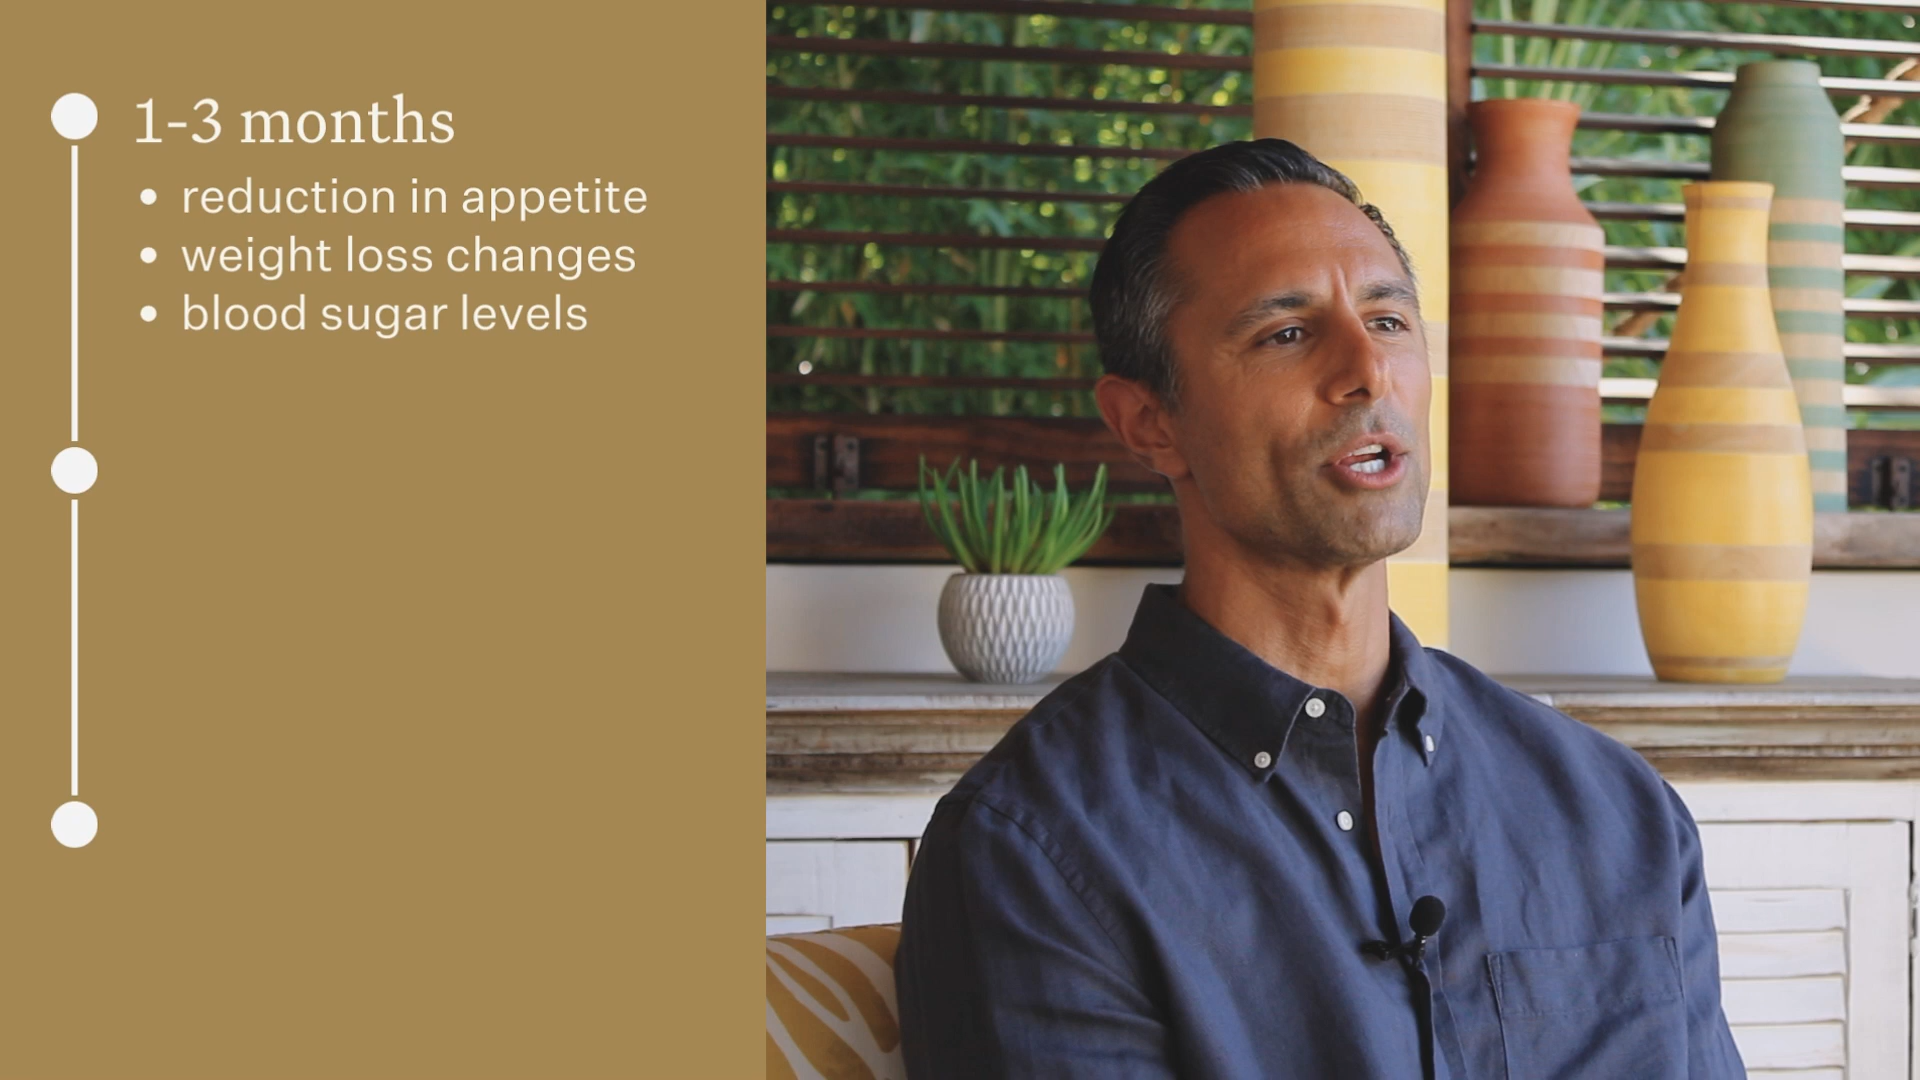 1-3 months
• reduction in appetite
• weight loss changes
• blood sugar levels